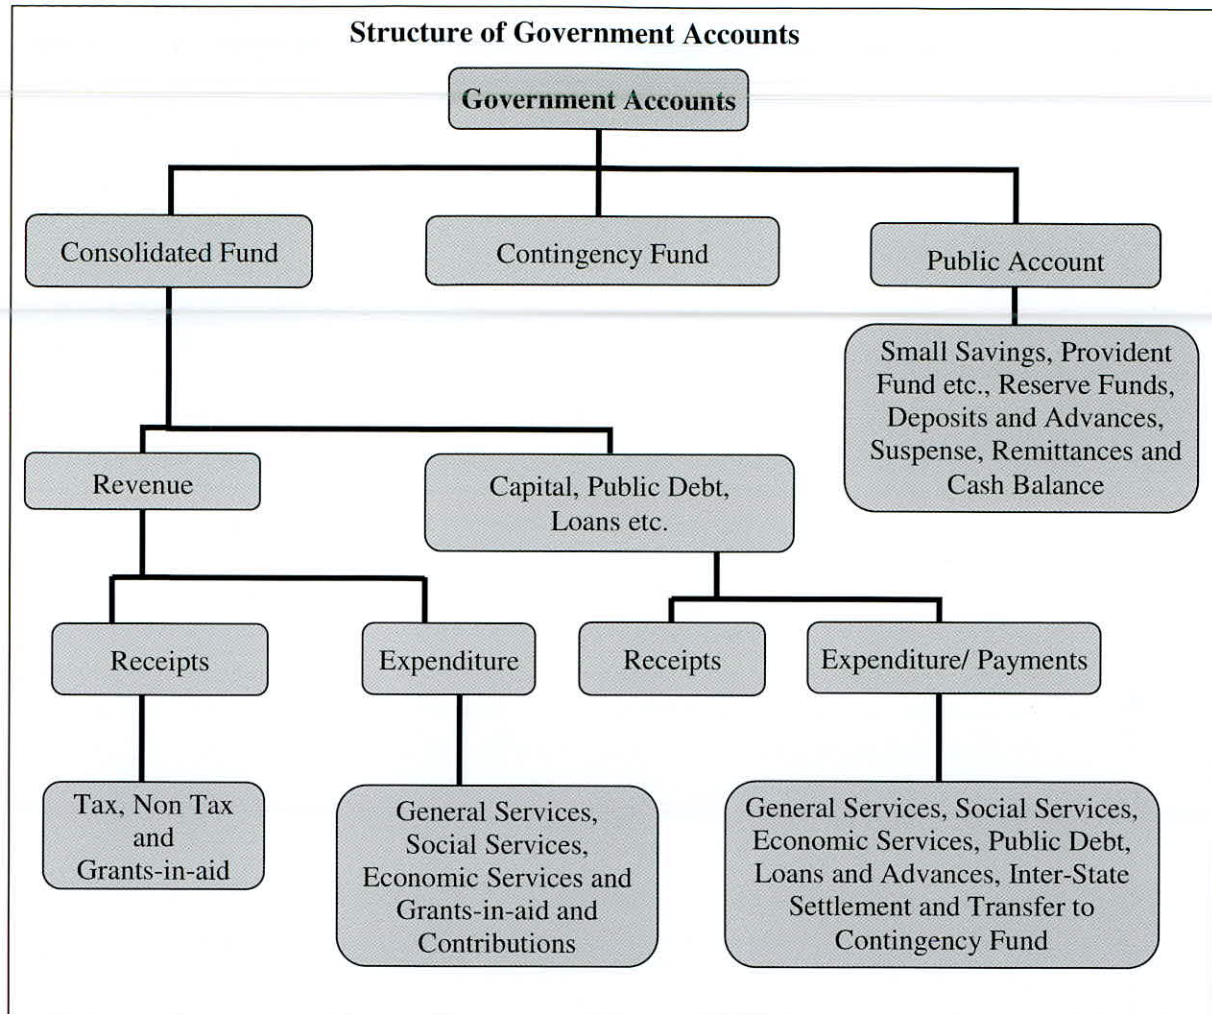 Structure of Government Accounts
Government Accounts
Consolidated Fund
Contingency Fund
Public Account
Small Savings, Provident
Fund etc., Reserve Funds,
Deposits and Advances,
Suspense, Remittances and
Cash Balance
Revenue
Capital, Public Debt,
Loans etc.
Receipts
Expenditure
Receipts
Expenditure/ Payments
Tax, Non Tax
and
Grants-in-aid
General Services,
Social Services,
Economic Services and
Grants-in-aid and
Contributions
General Services, Social Services,
Economic Services, Public Debt,
Loans and Advances, Inter-State
Settlement and Transfer to
Contingency Fund